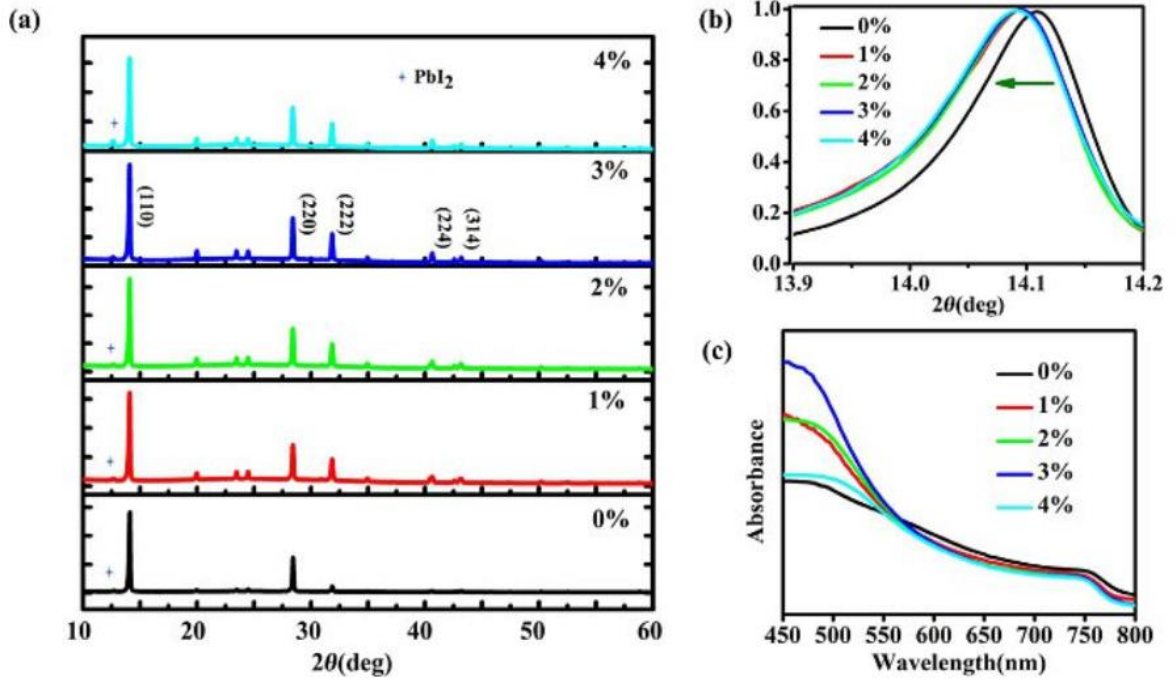 (a)
4%
+ PbI₂
3%
(110)
(220)
(222)
(224)
(314)
2%
1%
0%
10 20 30 40 50 60
2θ(deg)
(b)
1.0
0.8
0.6
0.4
0.2
0.0
0%
1%
2%
3%
4%
13.9 14.0 14.1 14.2
2θ(deg)
(c)
Absorbance
0%
1%
2%
3%
4%
450 500 550 600 650 700 750 800
Wavelength(nm)